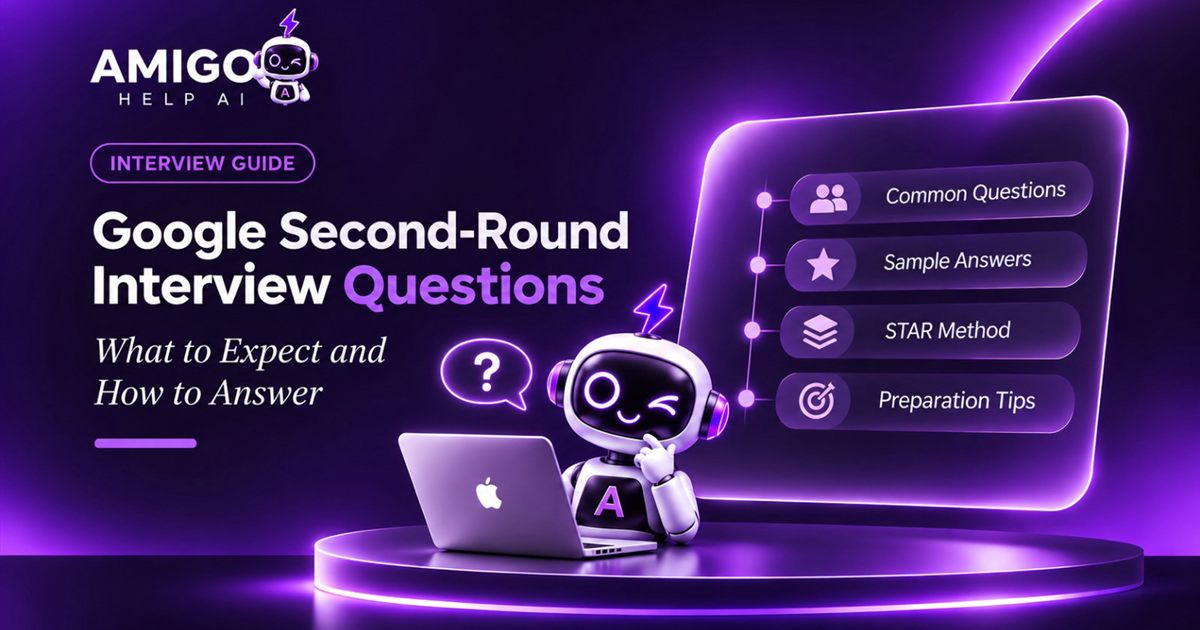 AMIGO
HELP AI
A
INTERVIEW GUIDE
Google Second-Round
Interview Questions
What to Expect and
How to Answer
?
A
Common Questions
Sample Answers
STAR Method
Preparation Tips